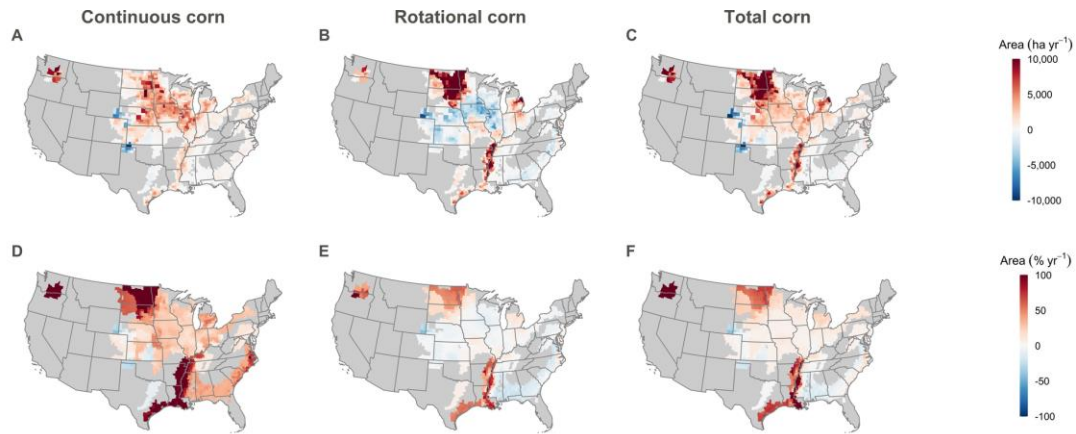 Continuous corn
Rotational corn
Total corn
A
B
C
Area (ha yr⁻¹)
10,000
5,000
0
-5,000
-10,000
D
E
F
Area (% yr⁻¹)
100
50
0
-50
-100